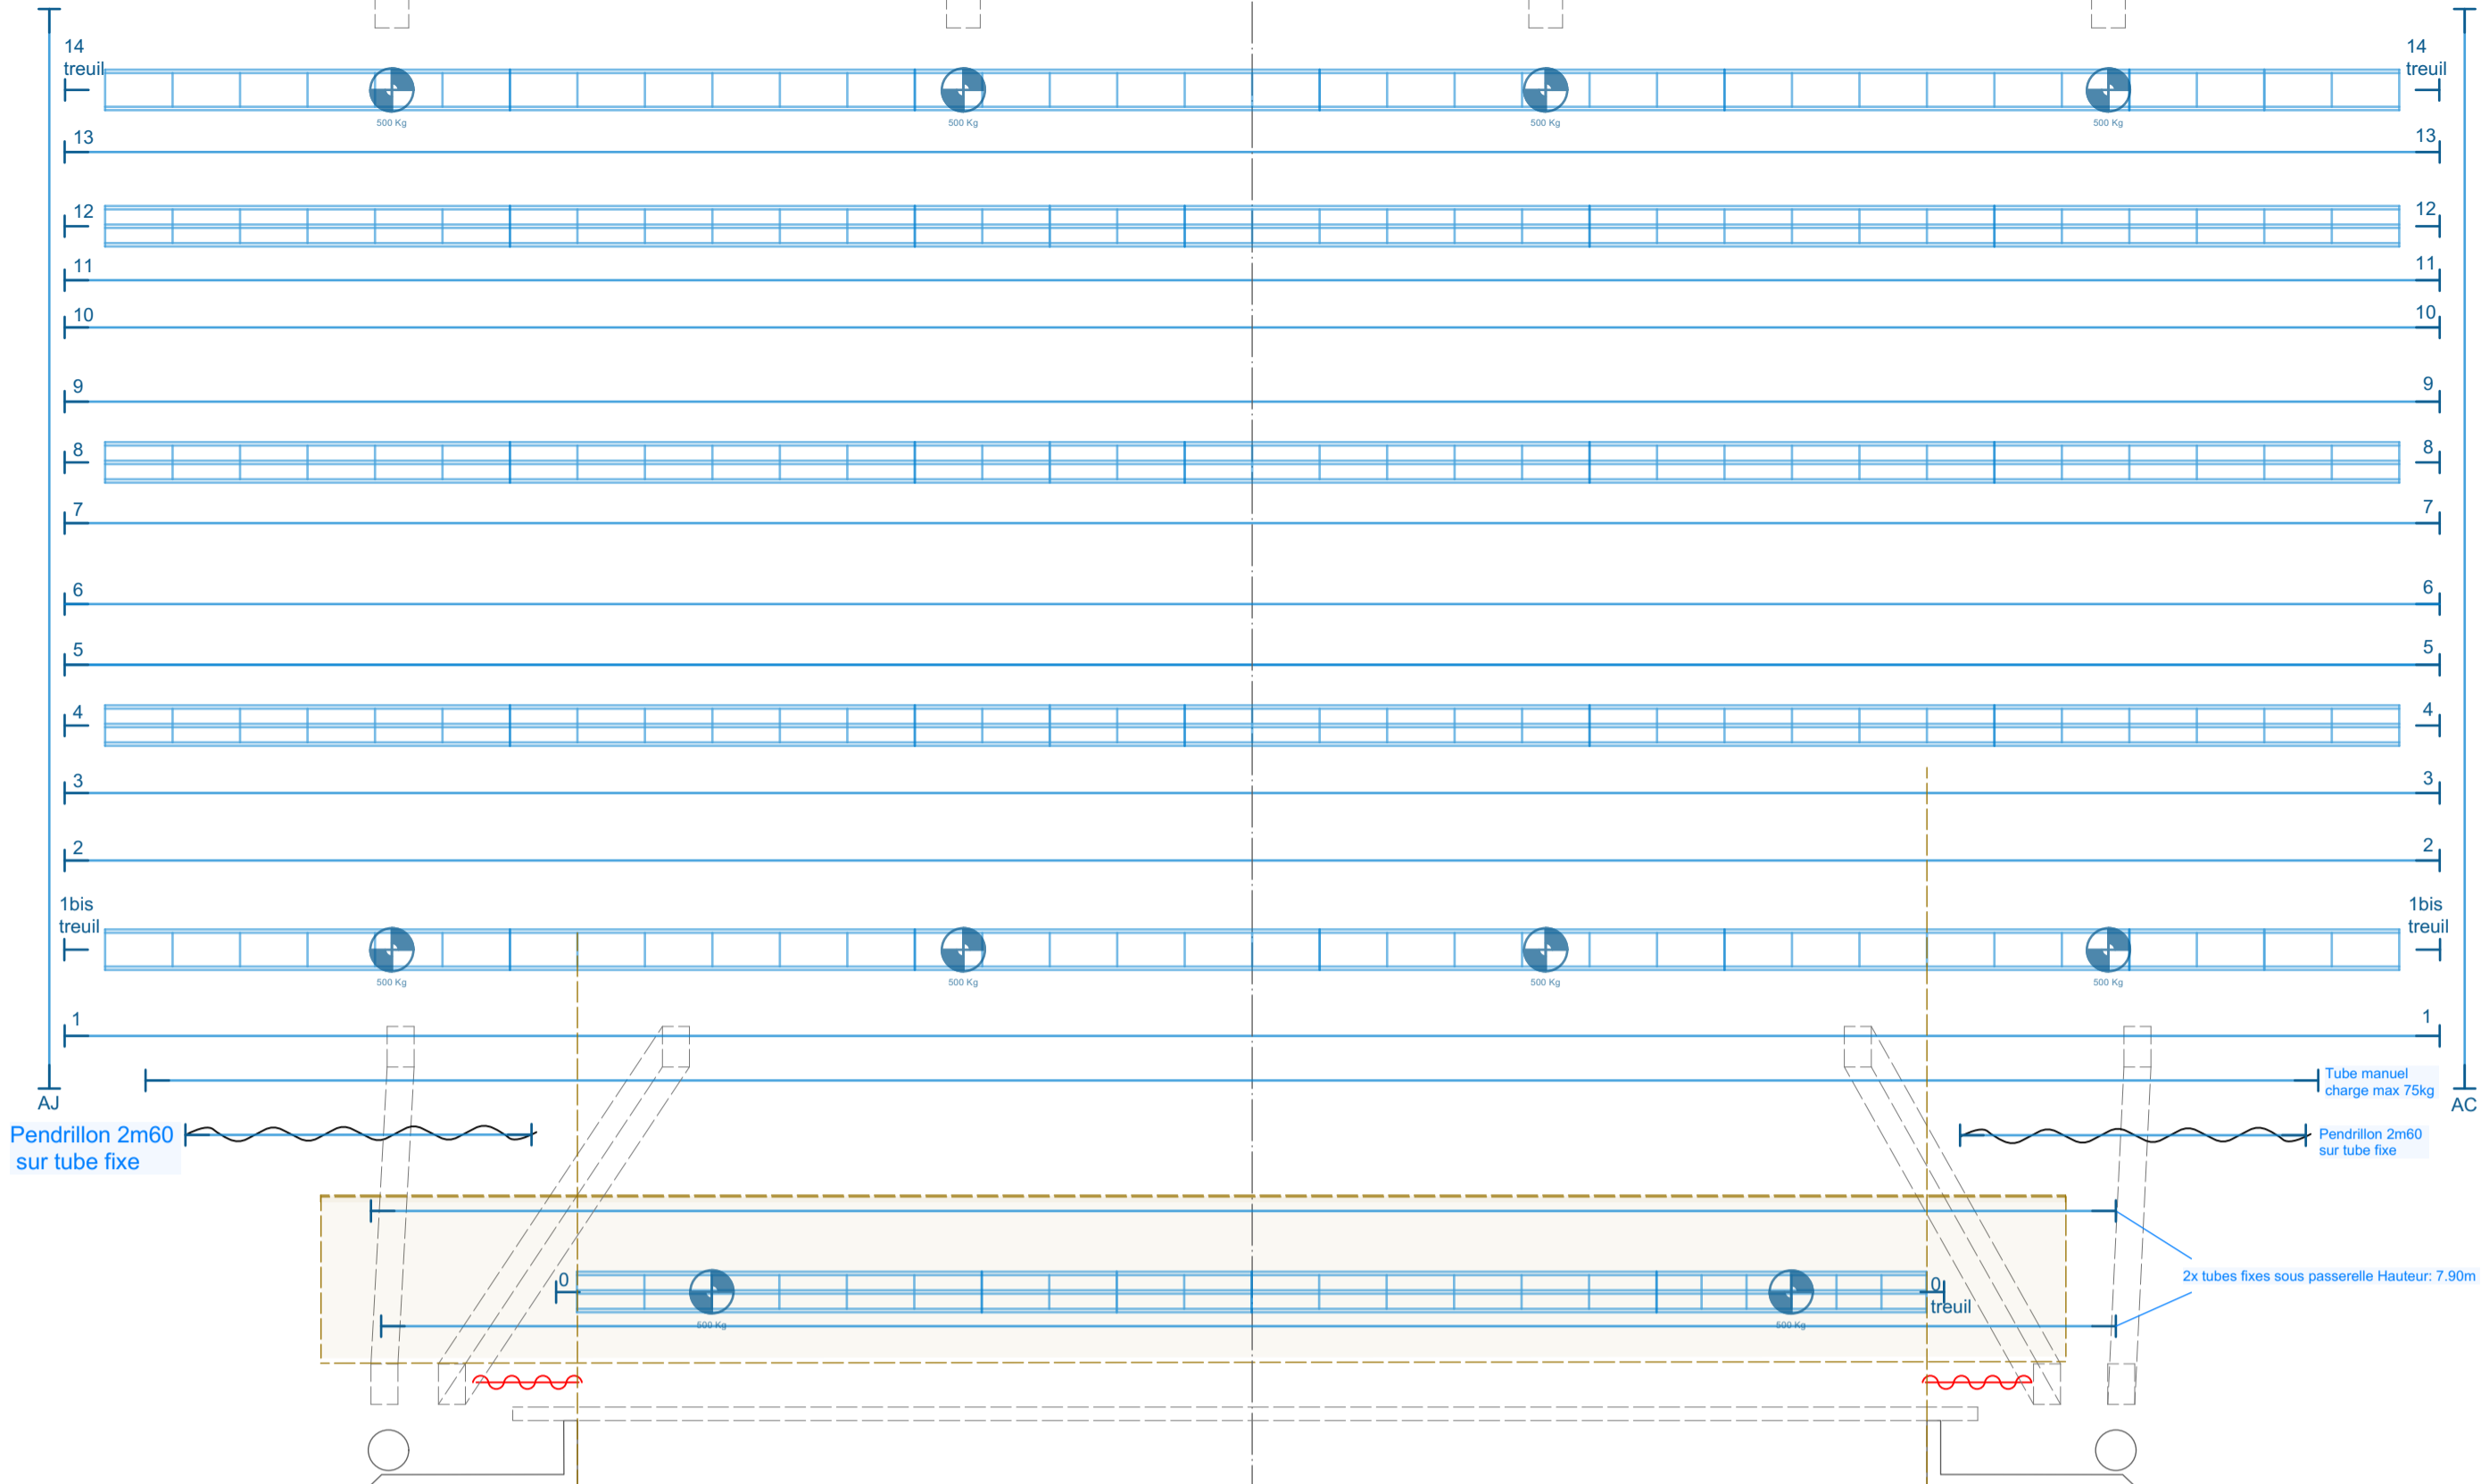 14
treuil
14
treuil
500 Kg
500 Kg
500 Kg
500 Kg
13
13
12
12
11
11
10
10
9
9
8
8
7
7
6
6
5
5
4
4
3
3
2
2
1bis
treuil
1bis
treuil
500 Kg
500 Kg
500 Kg
500 Kg
1
1
Tube manuel
charge max 75kg
AJ
AC
Pendrillon 2m60
sur tube fixe
Pendrillon 2m60
sur tube fixe
0
0
treuil
2x tubes fixes sous passerelle Hauteur: 7.90m
500 Kg
500 Kg